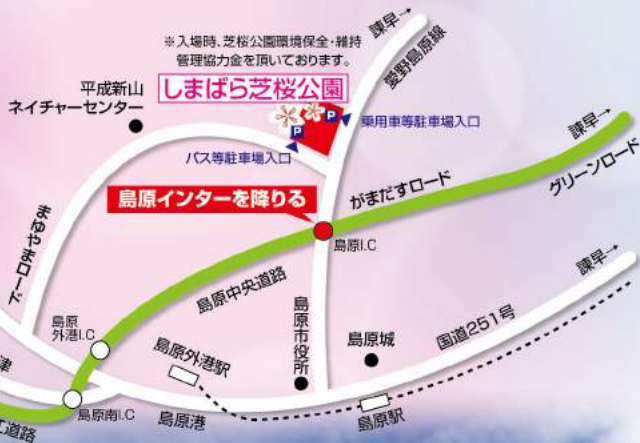 ※入場時、芝桜公園環境保全・維持
管理協力金を頂いております。
諫早→
愛野島原線
しまばら芝桜公園
平成新山
ネイチャーセンター
P
P
乗用車等駐車場入口
バス等駐車場入口
諫早→
グリーンロード
島原インターを降りる
がまだすロード
島原I.C
まゆやまロード
島原中央道路
諫早→
国道251号
島原
外港I.C
島原外港駅
島原市役所
島原城
津
島原南I.C
島原港
島原駅
道路